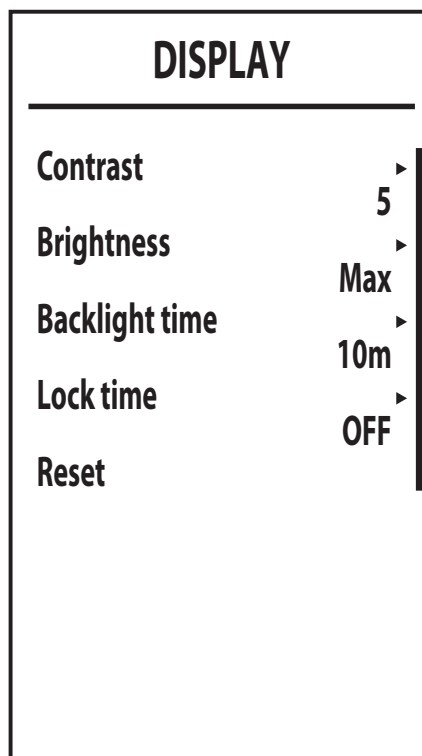 DISPLAY
Contrast
5
Brightness
Max
Backlight time
10m
Lock time
OFF
Reset